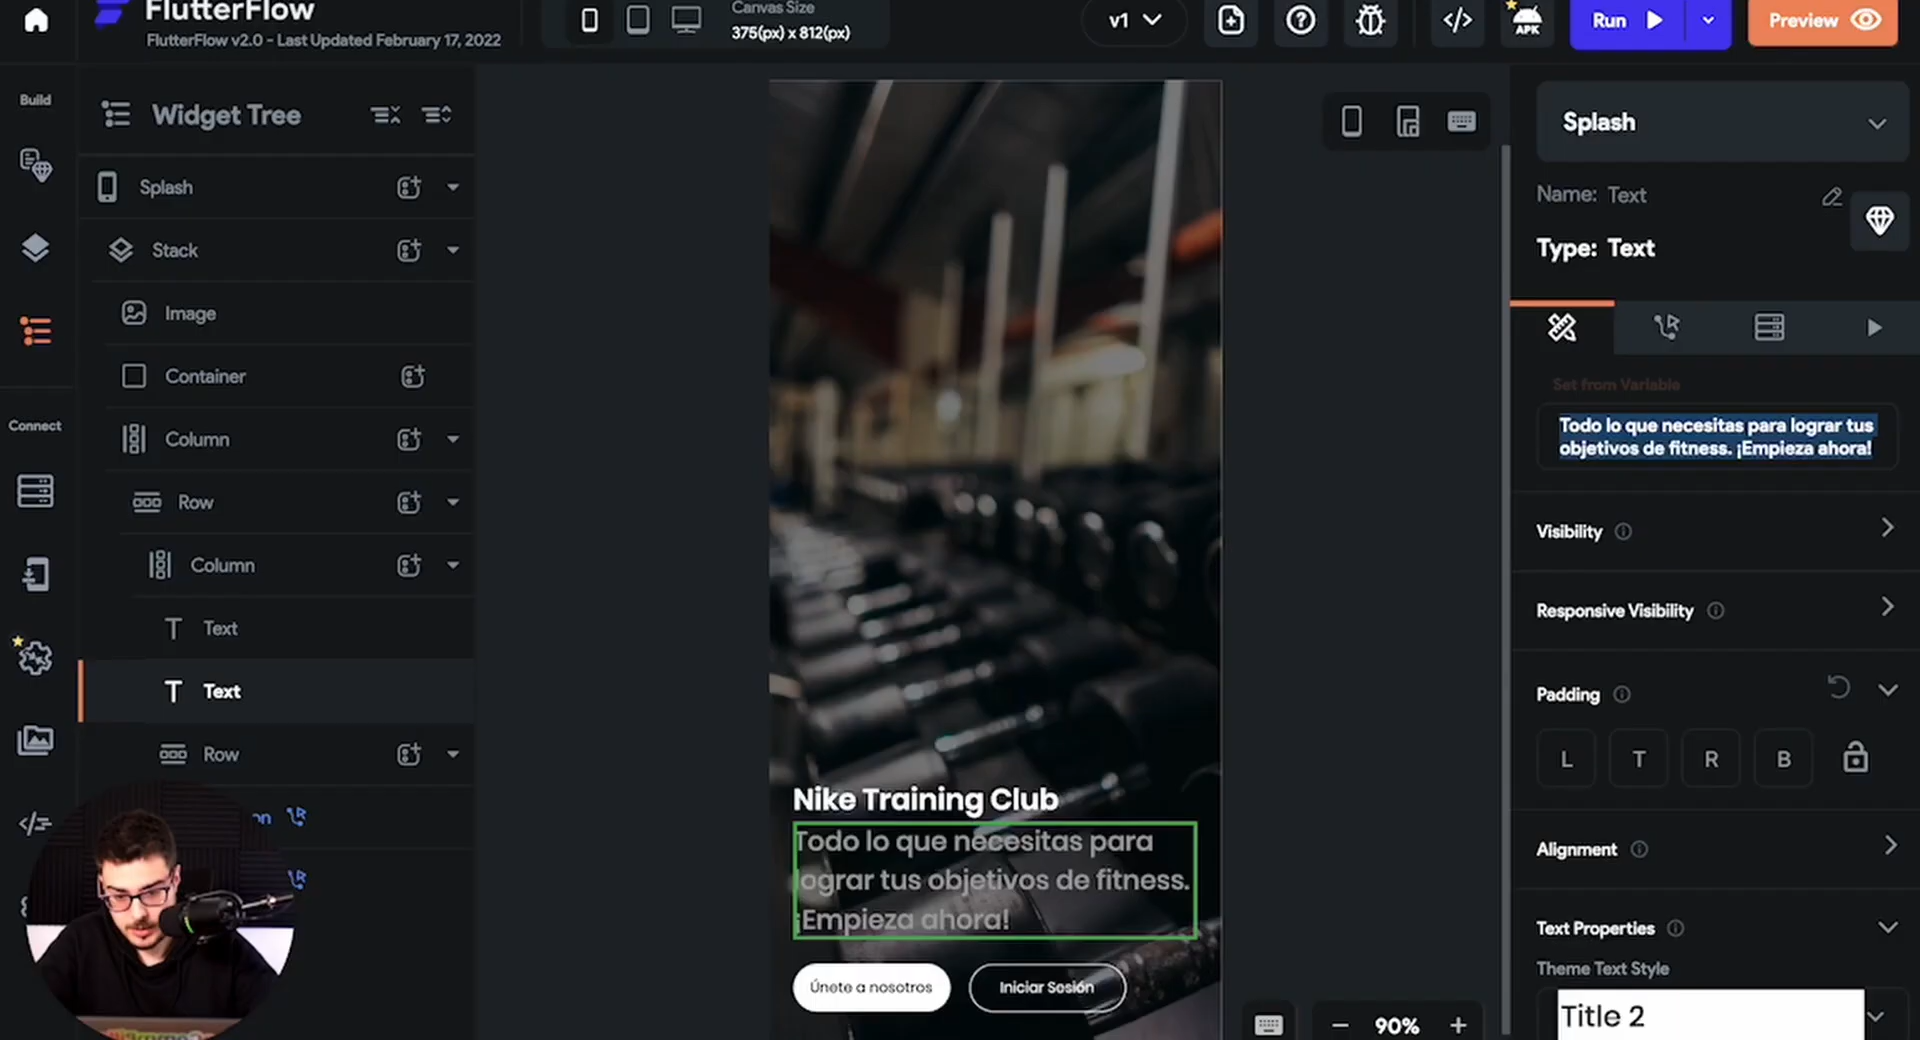 FlutterFlow
FlutterFlow v2.0 - Last Updated February 17, 2022
Canvas Size
375(px) x 812(px)
v1
APK
Run
Preview
Build
Connect
Widget Tree
Splash
Stack
Image
Container
Column
Row
Column
Text
Text
Row
on
Nike Training Club
Todo lo que necesitas para
lograr tus objetivos de fitness.
¡Empieza ahora!
Únete a nosotros
Iniciar Sesión
90%
Splash
Name: Text
Type: Text
Set from Variable
Todo lo que necesitas para lograr tus
objetivos de fitness. ¡Empieza ahora!
Visibility
Responsive Visibility
Padding
L T R B
Alignment
Text Properties
Theme Text Style
Title 2